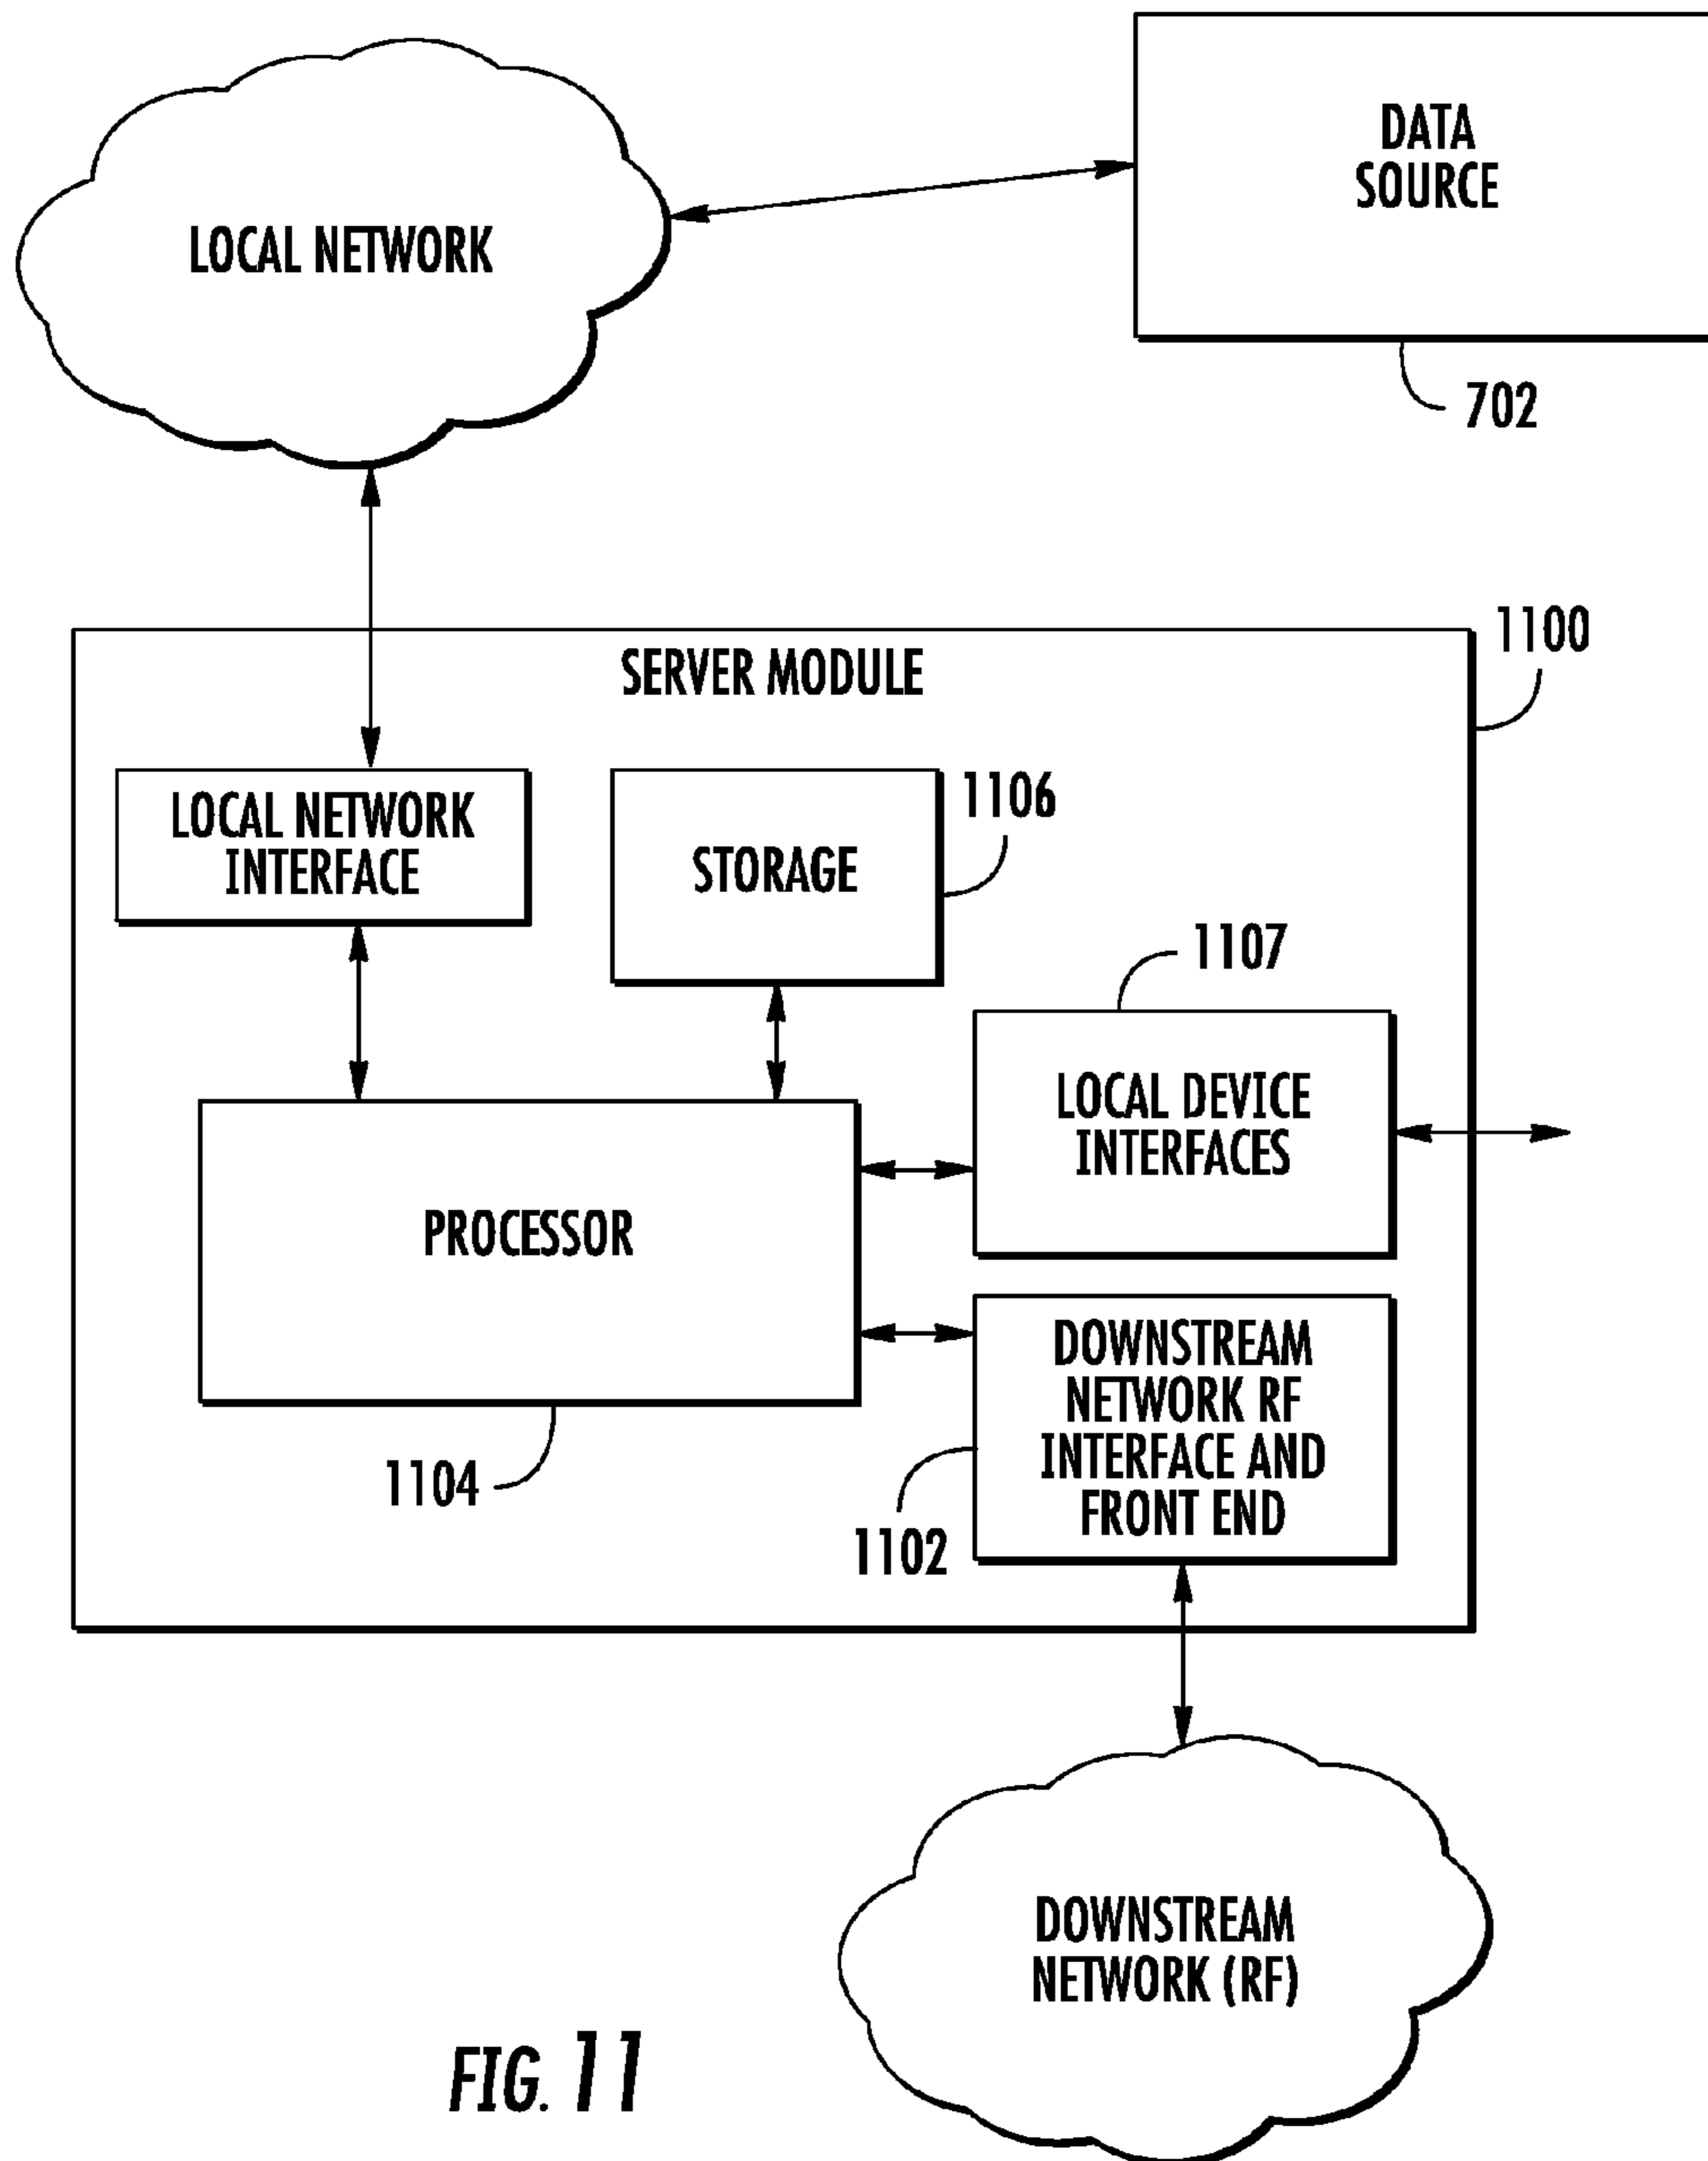 LOCAL NETWORK
DATA
SOURCE
702
1100
SERVER MODULE
LOCAL NETWORK
INTERFACE
STORAGE
1106
1107
LOCAL DEVICE
INTERFACES
PROCESSOR
1104
DOWNSTREAM
NETWORK RF
INTERFACE AND
FRONT END
1102
DOWNSTREAM
NETWORK (RF)
FIG. 11